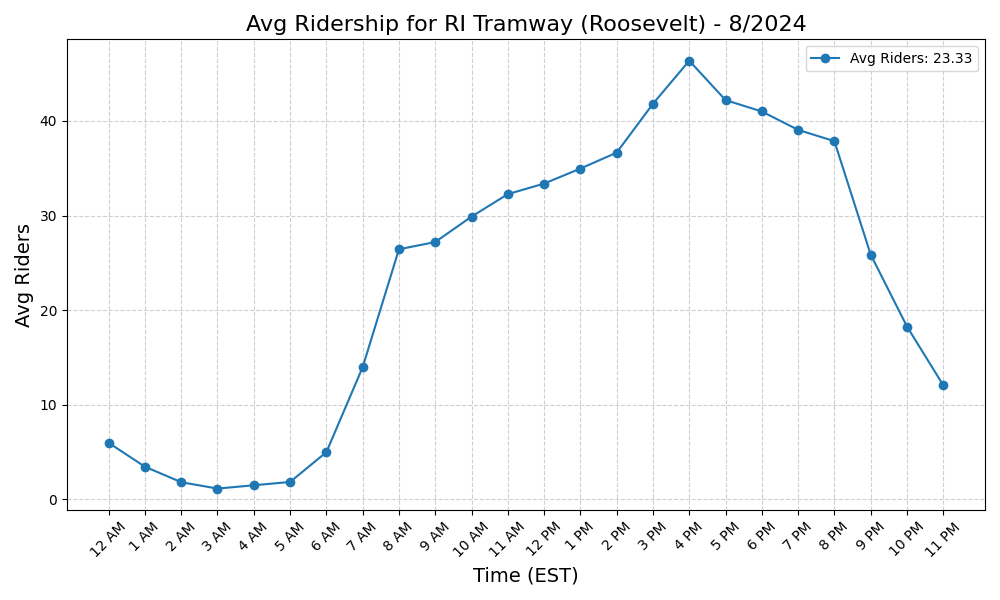 Avg Ridership for RI Tramway (Roosevelt) - 8/2024
Avg Riders: 23.33
Avg Riders
40
30
20
10
0
12 AM
1 AM
2 AM
3 AM
4 AM
5 AM
6 AM
7 AM
8 AM
9 AM
10 AM
11 AM
12 PM
1 PM
2 PM
3 PM
4 PM
5 PM
6 PM
7 PM
8 PM
9 PM
10 PM
11 PM
Time (EST)